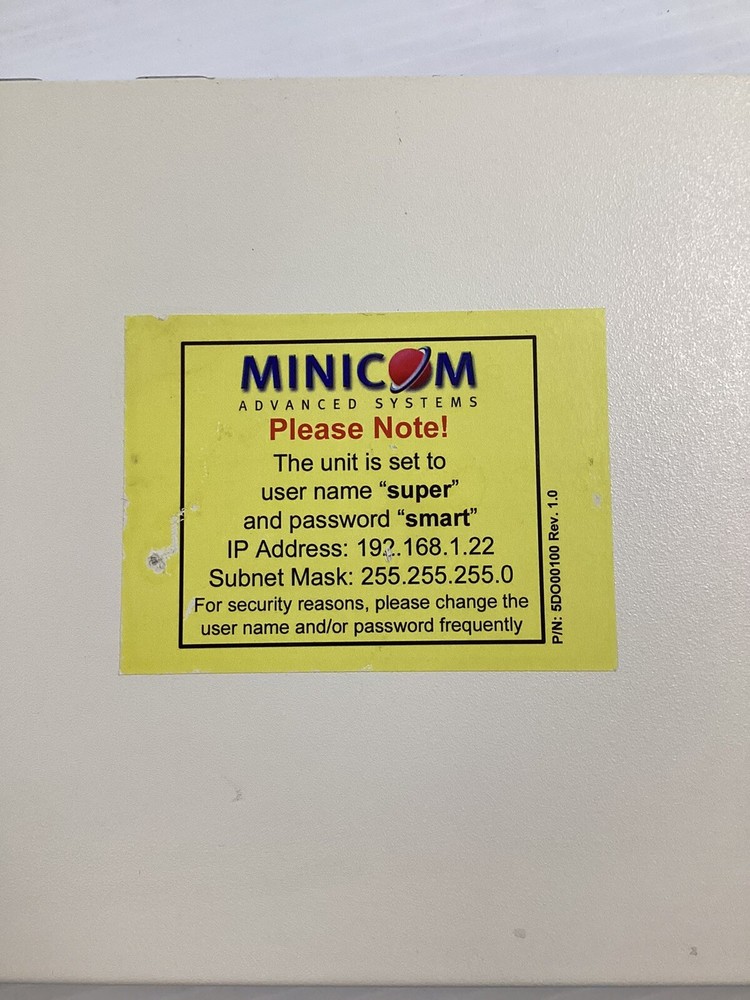 MINICOM
ADVANCED SYSTEMS
Please Note!
The unit is set to
user name “super”
and password “smart”
IP Address: 192.168.1.22
Subnet Mask: 255.255.255.0
For security reasons, please change the
user name and/or password frequently
P/N: 5DO00100 Rev. 1.0